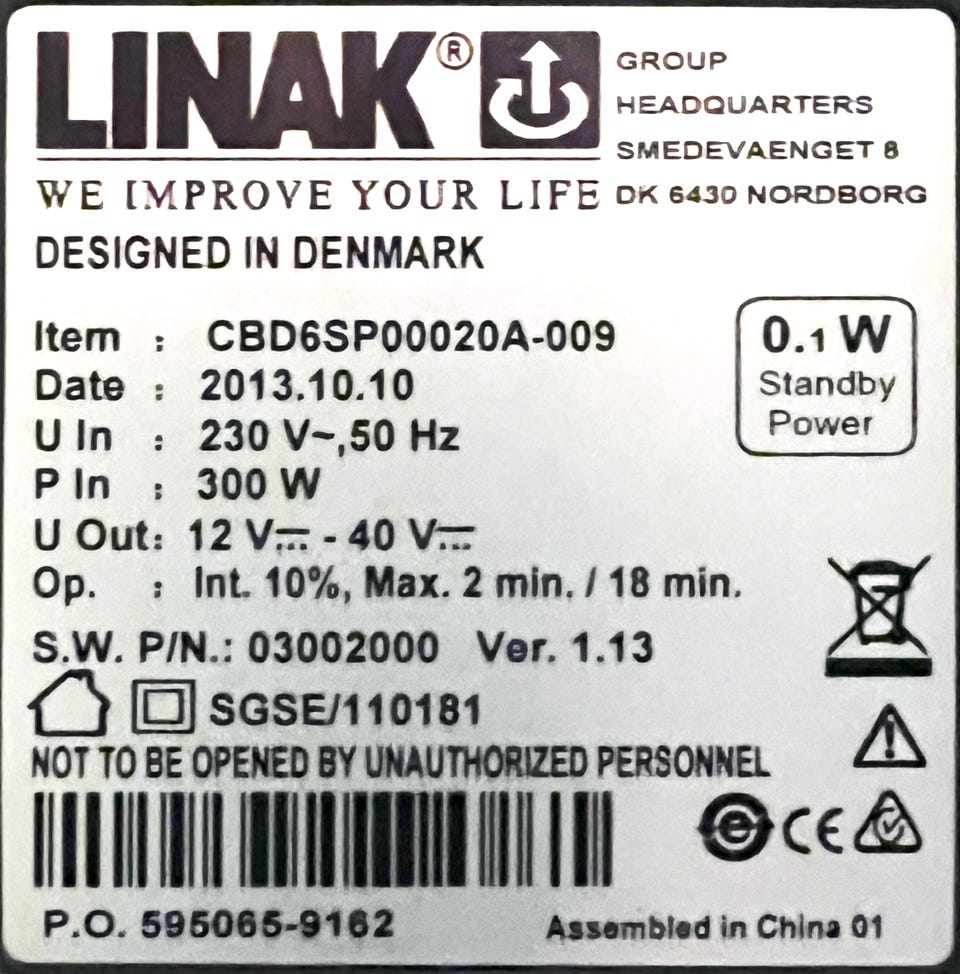 LINAK®
GROUP
HEADQUARTERS
SMEDEVAENGET 8
DK 6430 NORDBORG
WE IMPROVE YOUR LIFE
DESIGNED IN DENMARK
Item : CBD6SP00020A-009
Date : 2013.10.10
U In : 230 V~,50 Hz
P In : 300 W
U Out: 12 V⎓ - 40 V⎓
Op. : Int. 10%, Max. 2 min. / 18 min.
0.1 W
Standby
Power
S.W. P/N.: 03002000 Ver. 1.13
SGSE/110181
NOT TO BE OPENED BY UNAUTHORIZED PERSONNEL
e CE
P.O. 595065-9162
Assembled in China 01